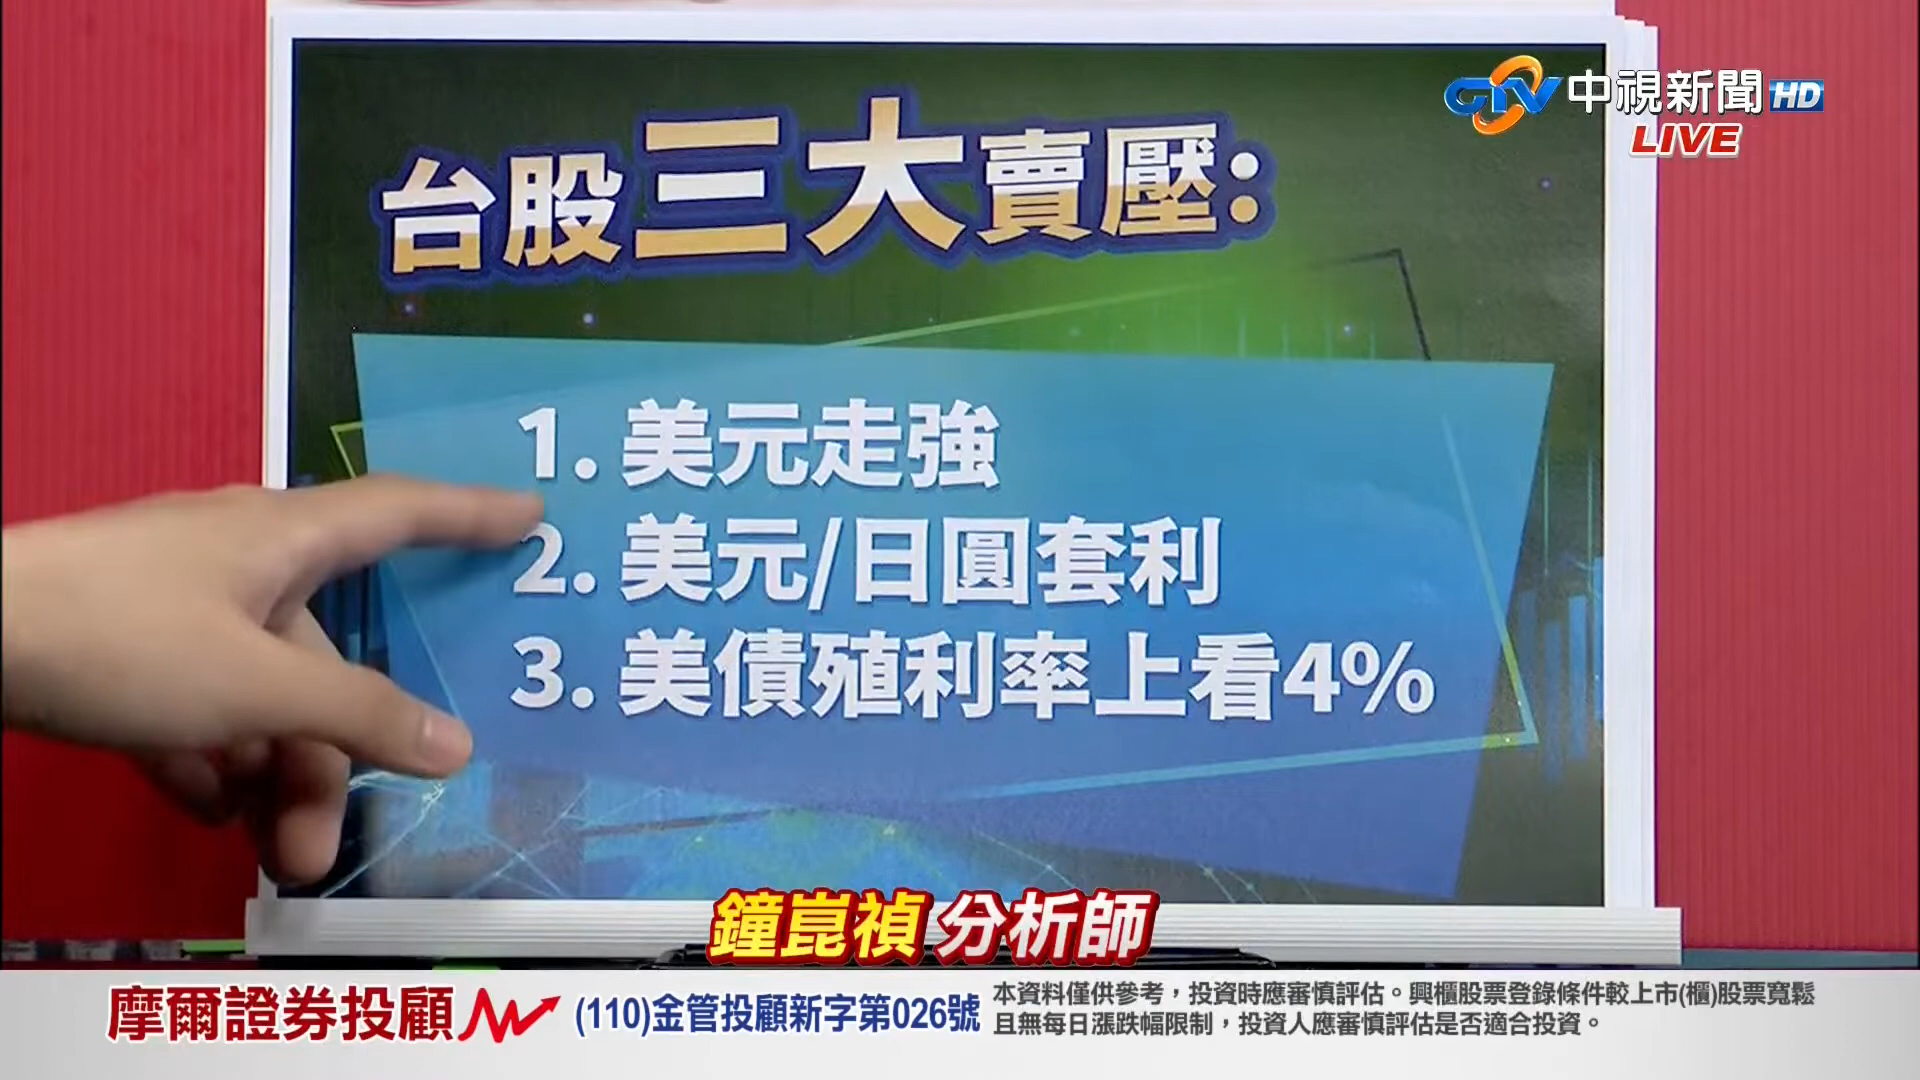 CTV 中視新聞 HD
LIVE
台股三大賣壓:
1. 美元走強
2. 美元/日圓套利
3. 美債殖利率上看4%
鐘崑禎 分析師
摩爾證券投顧 (110)金管投顧新字第026號
本資料僅供參考，投資時應審慎評估。興櫃股票登錄條件較上市(櫃)股票寬鬆
且無每日漲跌幅限制，投資人應審慎評估是否適合投資。